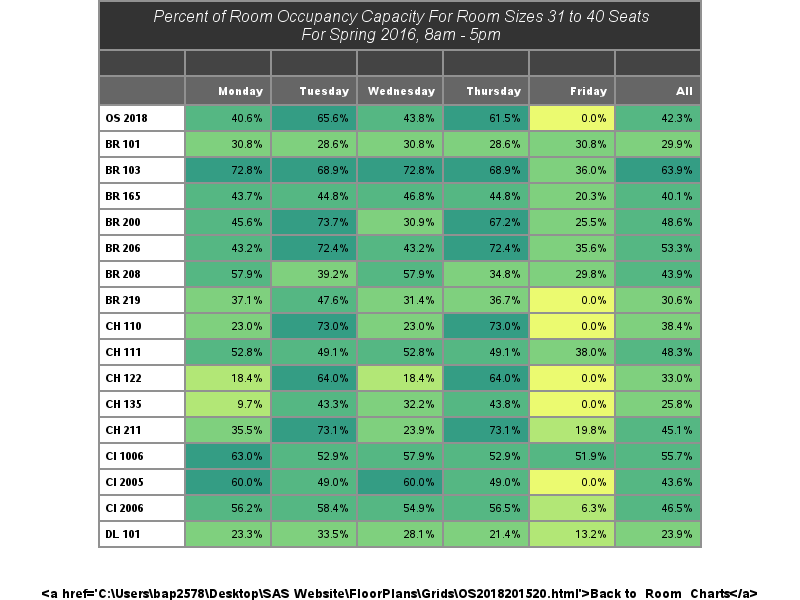 Percent of Room Occupancy Capacity For Room Sizes 31 to 40 Seats
For Spring 2016, 8am - 5pm
Monday Tuesday Wednesday Thursday Friday All
OS 2018 40.6% 65.6% 43.8% 61.5% 0.0% 42.3%
BR 101 30.8% 28.6% 30.8% 28.6% 30.8% 29.9%
BR 103 72.8% 68.9% 72.8% 68.9% 36.0% 63.9%
BR 165 43.7% 44.8% 46.8% 44.8% 20.3% 40.1%
BR 200 45.6% 73.7% 30.9% 67.2% 25.5% 48.6%
BR 206 43.2% 72.4% 43.2% 72.4% 35.6% 53.3%
BR 208 57.9% 39.2% 57.9% 34.8% 29.8% 43.9%
BR 219 37.1% 47.6% 31.4% 36.7% 0.0% 30.6%
CH 110 23.0% 73.0% 23.0% 73.0% 0.0% 38.4%
CH 111 52.8% 49.1% 52.8% 49.1% 38.0% 48.3%
CH 122 18.4% 64.0% 18.4% 64.0% 0.0% 33.0%
CH 135 9.7% 43.3% 32.2% 43.8% 0.0% 25.8%
CH 211 35.5% 73.1% 23.9% 73.1% 19.8% 45.1%
CI 1006 63.0% 52.9% 57.9% 52.9% 51.9% 55.7%
CI 2005 60.0% 49.0% 60.0% 49.0% 0.0% 43.6%
CI 2006 56.2% 58.4% 54.9% 56.5% 6.3% 46.5%
DL 101 23.3% 33.5% 28.1% 21.4% 13.2% 23.9%
<a href='C:\Users\bap2578\Desktop\SAS Website\FloorPlans\Grids\OS2018201520.html'>Back to Room Charts</a>